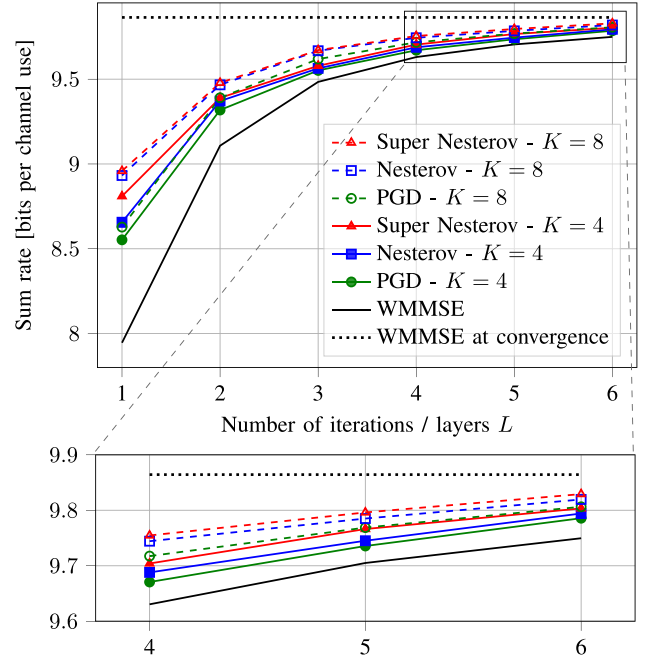 Sum rate [bits per channel use]
9.5
9
8.5
8
Super Nesterov - K = 8
Nesterov - K = 8
PGD - K = 8
Super Nesterov - K = 4
Nesterov - K = 4
PGD - K = 4
WMMSE
WMMSE at convergence
1 2 3 4 5 6
Number of iterations / layers L
9.9
9.8
9.7
9.6
4 5 6